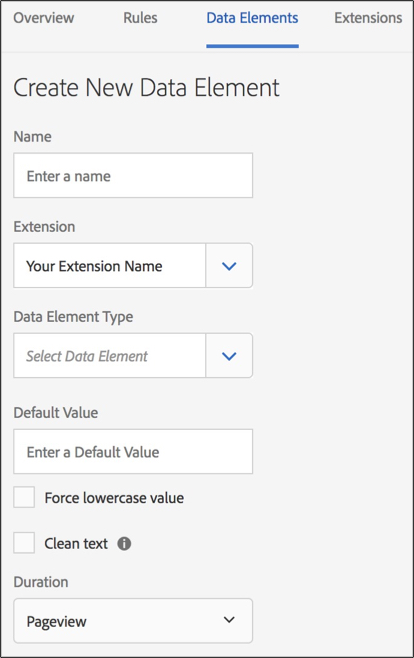 Overview Rules Data Elements Extensions
Create New Data Element
Name
Enter a name
Extension
Your Extension Name
Data Element Type
Select Data Element
Default Value
Enter a Default Value
Force lowercase value
Clean text
Duration
Pageview